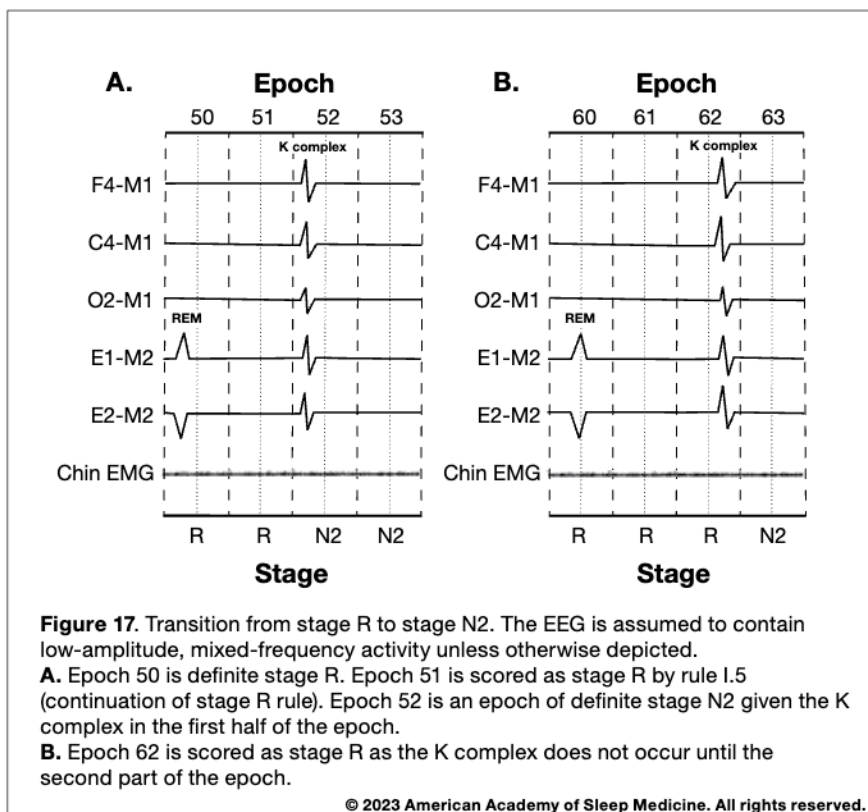 A. Epoch
50 51 52 53
K complex
F4-M1
C4-M1
O2-M1
REM
E1-M2
E2-M2
Chin EMG
R R N2 N2
Stage
B. Epoch
60 61 62 63
K complex
F4-M1
C4-M1
O2-M1
REM
E1-M2
E2-M2
Chin EMG
R R R N2
Stage
Figure 17. Transition from stage R to stage N2. The EEG is assumed to contain
low-amplitude, mixed-frequency activity unless otherwise depicted.
A. Epoch 50 is definite stage R. Epoch 51 is scored as stage R by rule I.5
(continuation of stage R rule). Epoch 52 is an epoch of definite stage N2 given the K
complex in the first half of the epoch.
B. Epoch 62 is scored as stage R as the K complex does not occur until the
second part of the epoch.
© 2023 American Academy of Sleep Medicine. All rights reserved.